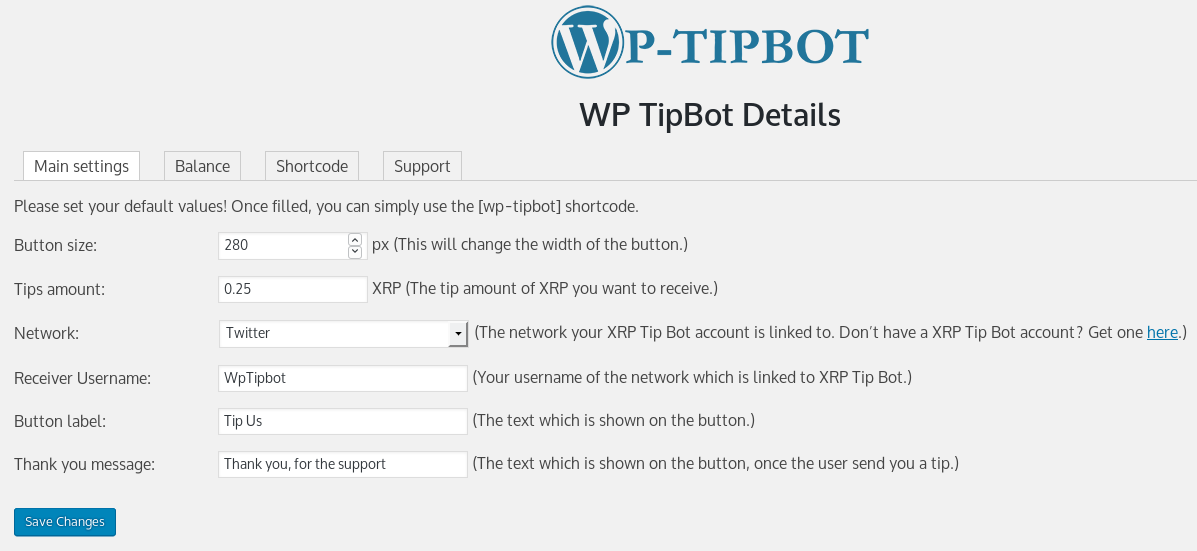 WP-TIPBOT
WP TipBot Details
Main settings Balance Shortcode Support
Please set your default values! Once filled, you can simply use the [wp-tipbot] shortcode.
Button size: 280 px (This will change the width of the button.)
Tips amount: 0.25 XRP (The tip amount of XRP you want to receive.)
Network: Twitter (The network your XRP Tip Bot account is linked to. Don't have a XRP Tip Bot account? Get one here.)
Receiver Username: WpTipbot (Your username of the network which is linked to XRP Tip Bot.)
Button label: Tip Us (The text which is shown on the button.)
Thank you message: Thank you, for the support (The text which is shown on the button, once the user send you a tip.)
Save Changes